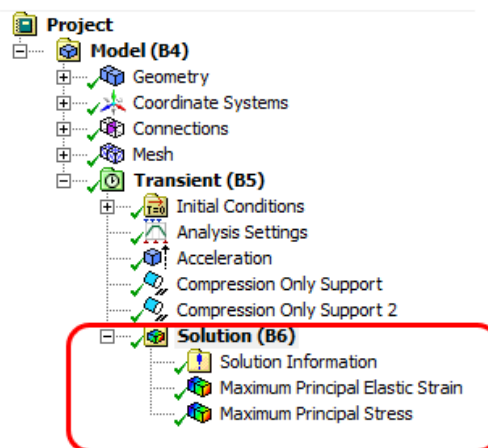 Project
Model (B4)
Geometry
Coordinate Systems
Connections
Mesh
Transient (B5)
T=0 Initial Conditions
Analysis Settings
Acceleration
Compression Only Support
Compression Only Support 2
Solution (B6)
Solution Information
Maximum Principal Elastic Strain
Maximum Principal Stress